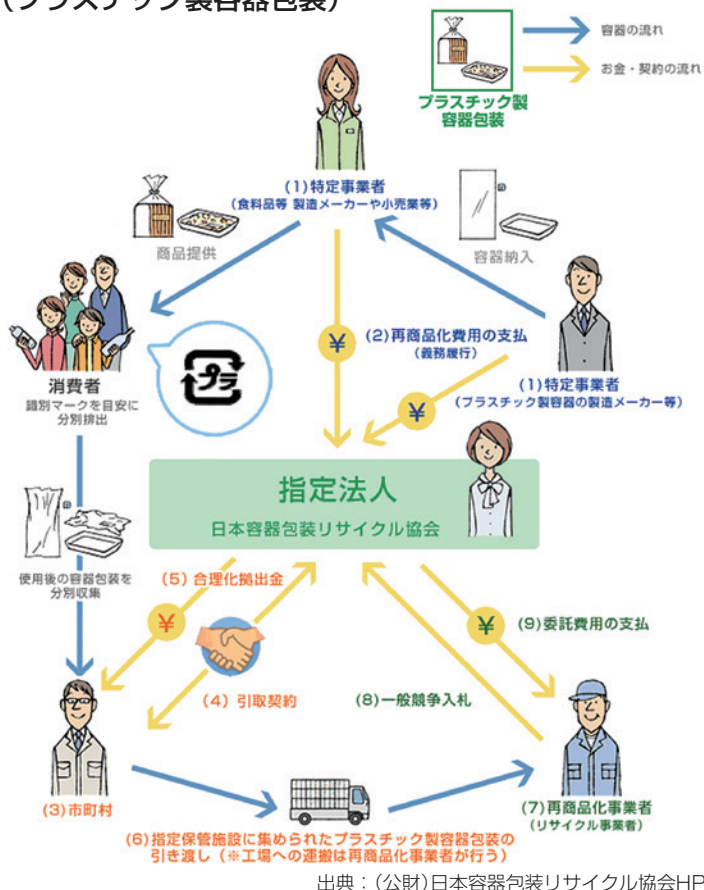 (プラスチック製容器包装)
容器の流れ
お金・契約の流れ
プラスチック製
容器包装
(1)特定事業者
(食料品等 製造メーカーや小売業等)
商品提供
容器納入
(2)再商品化費用の支払
(義務履行)
¥
¥
プラ
消費者
識別マークを目安に
分別排出
(1)特定事業者
(プラスチック製容器の製造メーカー等)
指定法人
日本容器包装リサイクル協会
使用後の容器包装を
分別収集
(5) 合理化拠出金
¥
¥
(9)委託費用の支払
(4) 引取契約
(8)一般競争入札
(3)市町村
(7)再商品化事業者
(リサイクル事業者)
(6)指定保管施設に集められたプラスチック製容器包装の
引き渡し(※工場への運搬は再商品化事業者が行う)
出典:(公財)日本容器包装リサイクル協会HP